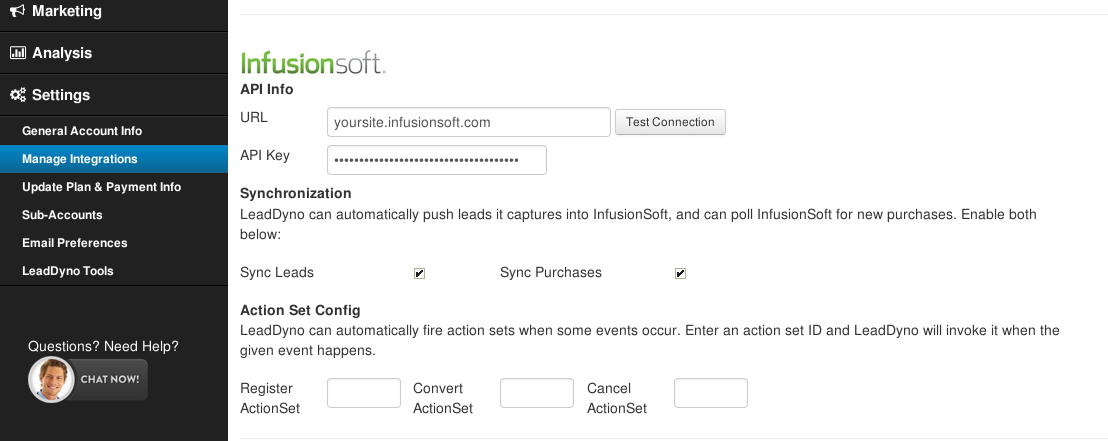 Marketing
Analysis
Settings
General Account Info
Manage Integrations
Update Plan & Payment Info
Sub-Accounts
Email Preferences
LeadDyno Tools
Questions? Need Help?
CHAT NOW!
Infusionsoft.
API Info
URL yoursite.infusionsoft.com Test Connection
API Key ••••••••••••••••••••••••••••••••••••••
Synchronization
LeadDyno can automatically push leads it captures into InfusionSoft, and can poll InfusionSoft for new purchases. Enable both
below:
Sync Leads Sync Purchases
Action Set Config
LeadDyno can automatically fire action sets when some events occur. Enter an action set ID and LeadDyno will invoke it when the
given event happens.
Register Convert Cancel
ActionSet ActionSet ActionSet